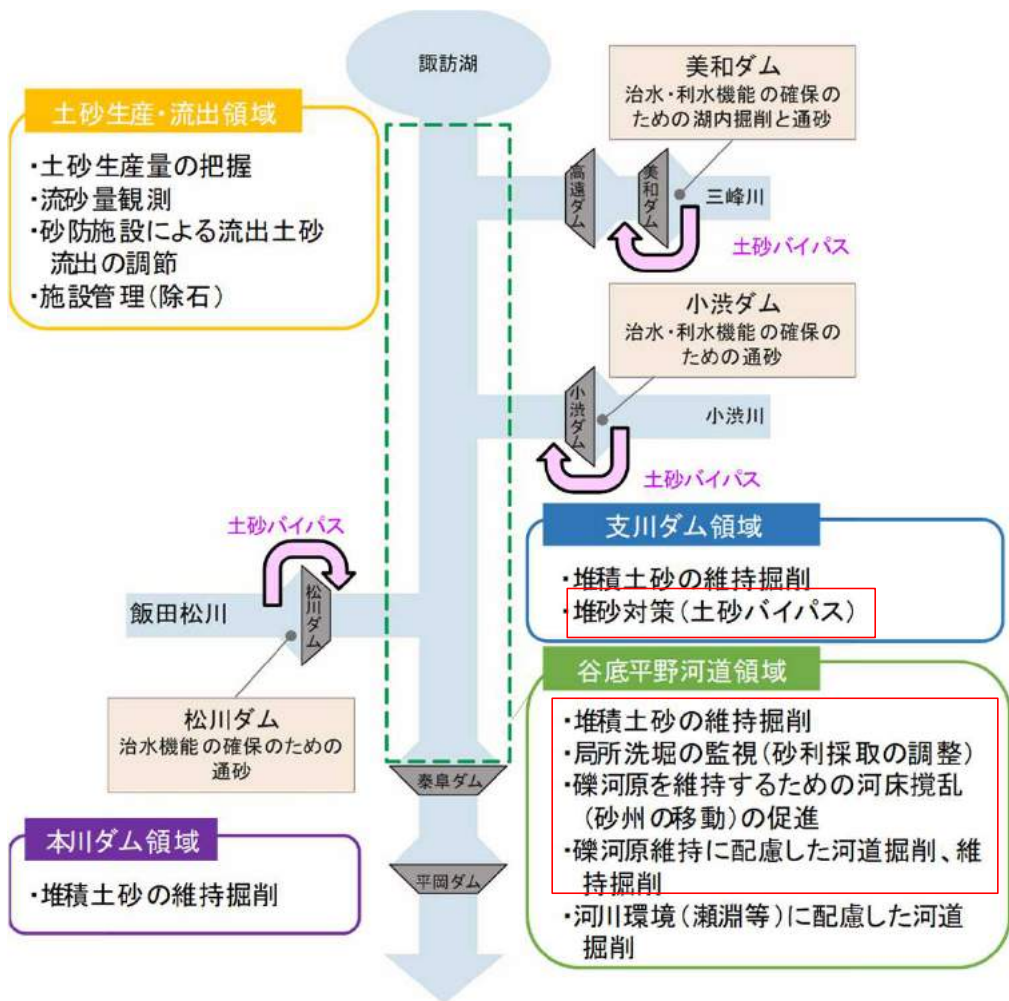 諏訪湖
美和ダム
治水・利水機能の確保の
ための湖内掘削と通砂
土砂生産・流出領域
・土砂生産量の把握
・流砂量観測
・砂防施設による流出土砂
流出の調節
・施設管理(除石)
高遠ダム
美和ダム
三峰川
土砂バイパス
小渋ダム
治水・利水機能の確保の
ための通砂
小渋ダム
小渋川
土砂バイパス
土砂バイパス
飯田松川
松川ダム
松川ダム
治水機能の確保のための
通砂
支川ダム領域
・堆積土砂の維持掘削
・堆砂対策(土砂バイパス)
谷底平野河道領域
・堆積土砂の維持掘削
・局所洗堀の監視(砂利採取の調整)
・礫河原を維持するための河床撹乱
(砂州の移動)の促進
・礫河原維持に配慮した河道掘削、維
持掘削
・河川環境(瀬淵等)に配慮した河道
掘削
泰阜ダム
本川ダム領域
・堆積土砂の維持掘削
平岡ダム